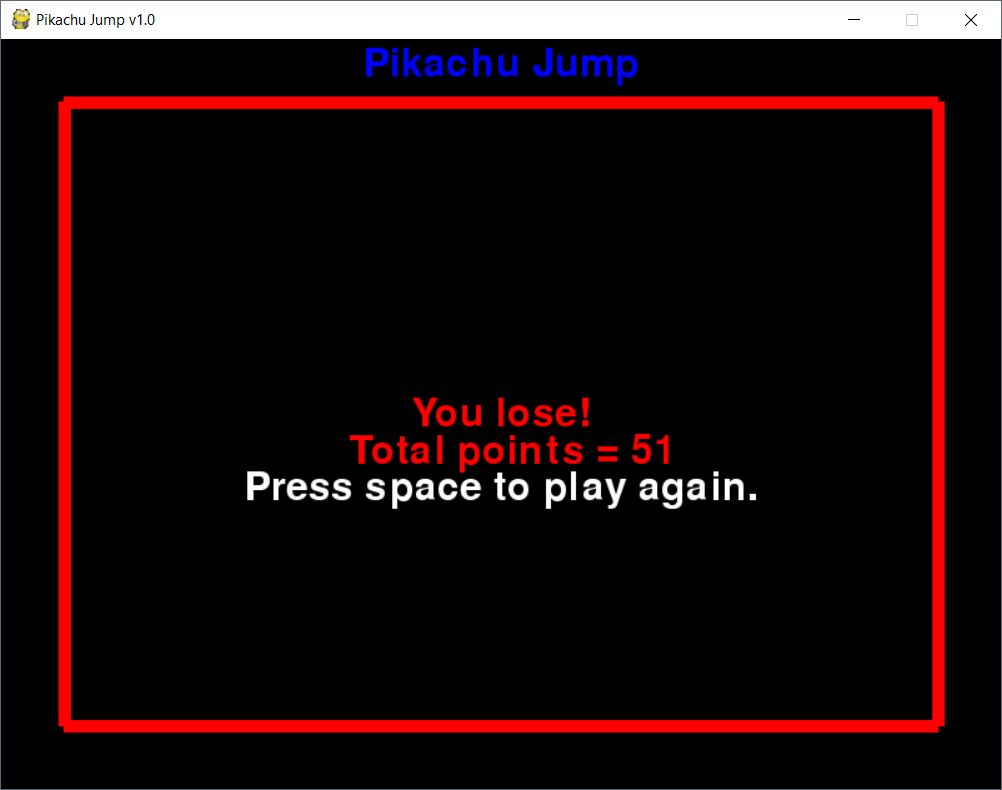 Pikachu Jump v1.0
Pikachu Jump
You lose!
Total points = 51
Press space to play again.